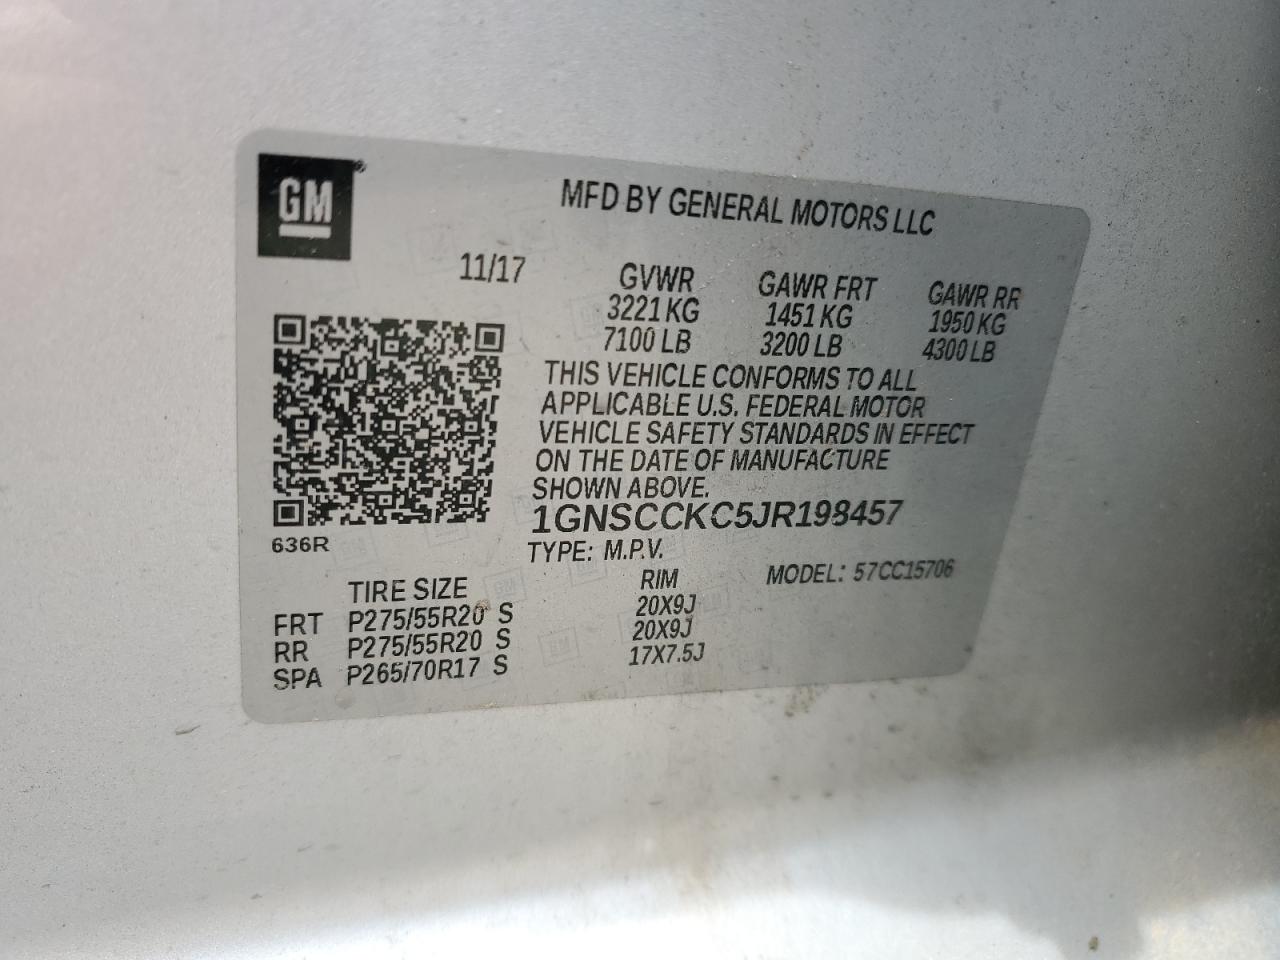 GM®
MFD BY GENERAL MOTORS LLC
11/17 GVWR GAWR FRT GAWR RR
3221 KG 1451 KG 1950 KG
7100 LB 3200 LB 4300 LB
THIS VEHICLE CONFORMS TO ALL
APPLICABLE U.S. FEDERAL MOTOR
VEHICLE SAFETY STANDARDS IN EFFECT
ON THE DATE OF MANUFACTURE
SHOWN ABOVE.
1GNSCCKC5JR198457
636R
TYPE: M.P.V.
MODEL: 57CC15706
TIRE SIZE RIM
FRT P275/55R20 S 20X9J
RR P275/55R20 S 20X9J
SPA P265/70R17 S 17X7.5J